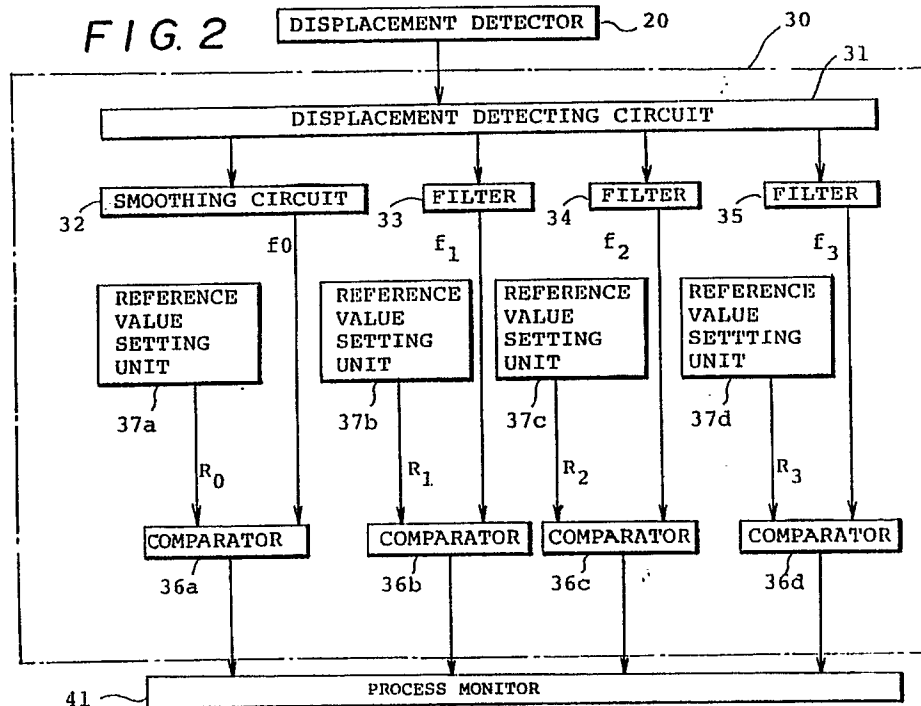 FIG. 2
DISPLACEMENT DETECTOR
20
30
31
DISPLACEMENT DETECTING CIRCUIT
SMOOTHING CIRCUIT
32
FILTER
33
FILTER
34
FILTER
35
f0
f1
f2
f3
REFERENCE
VALUE
SETTING
UNIT
37a
REFERENCE
VALUE
SETTING
UNIT
37b
REFERENCE
VALUE
SETTING
UNIT
37c
REFERENCE
VALUE
SETTTING
UNIT
37d
R0
R1
R2
R3
COMPARATOR
36a
COMPARATOR
36b
COMPARATOR
36c
COMPARATOR
36d
PROCESS MONITOR
41